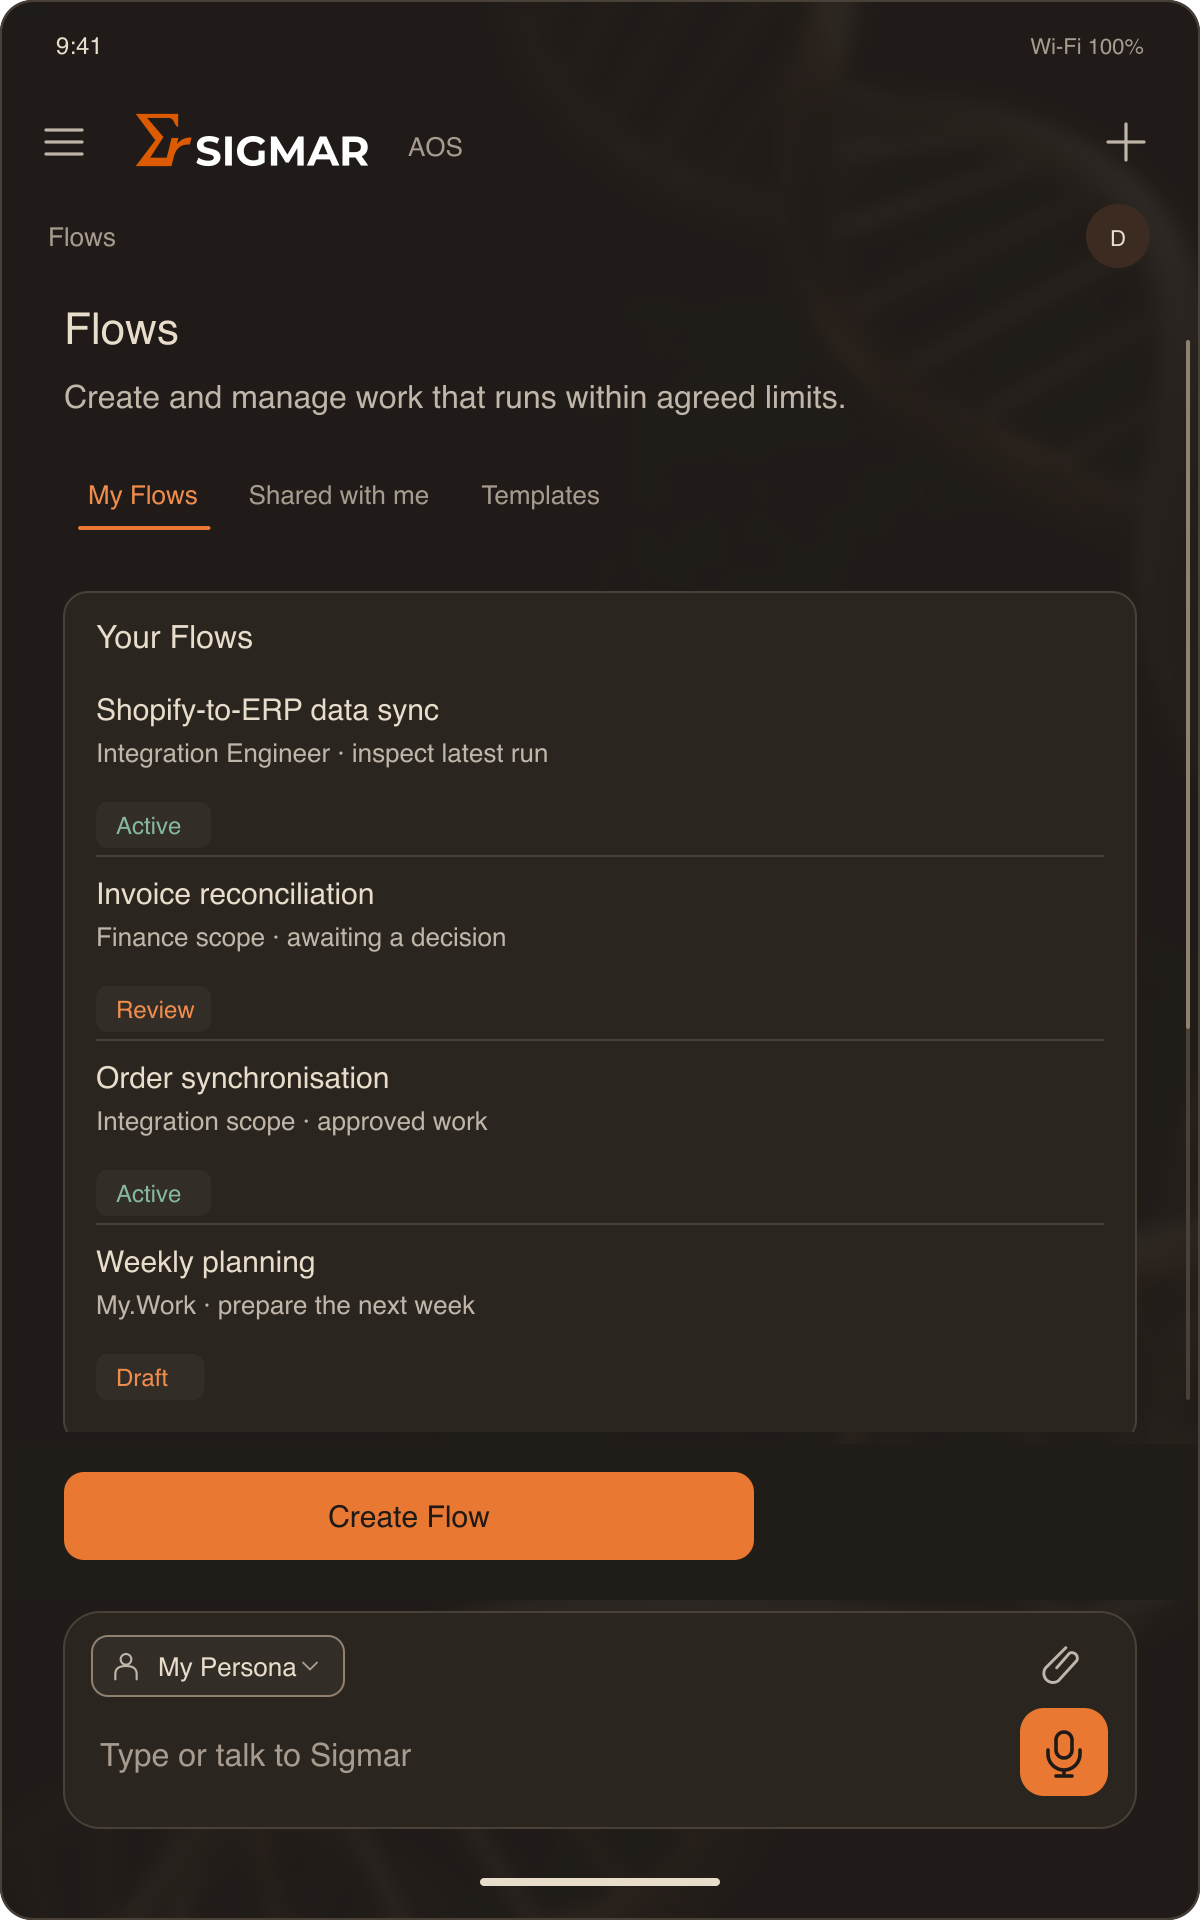 9:41 Wi-Fi 100%
Σr SIGMAR AOS
Flows D
Flows
Create and manage work that runs within agreed limits.
My Flows Shared with me Templates
Your Flows
Shopify-to-ERP data sync
Integration Engineer · inspect latest run
Active
Invoice reconciliation
Finance scope · awaiting a decision
Review
Order synchronisation
Integration scope · approved work
Active
Weekly planning
My.Work · prepare the next week
Draft
Create Flow
My Persona
Type or talk to Sigmar